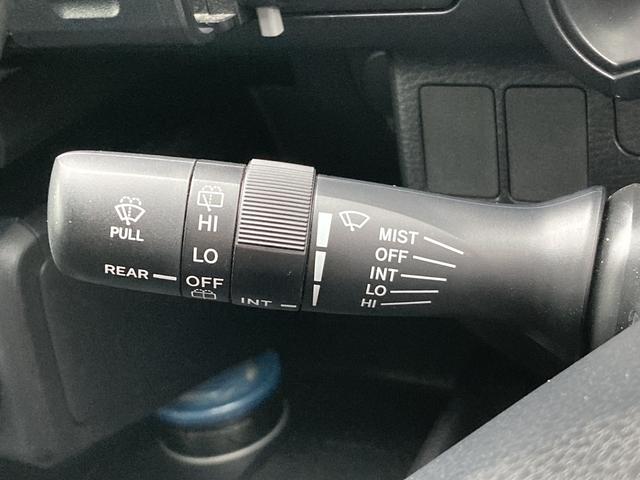 PULL
REAR
HI
LO
OFF
INT
MIST
OFF
INT
LO
HI